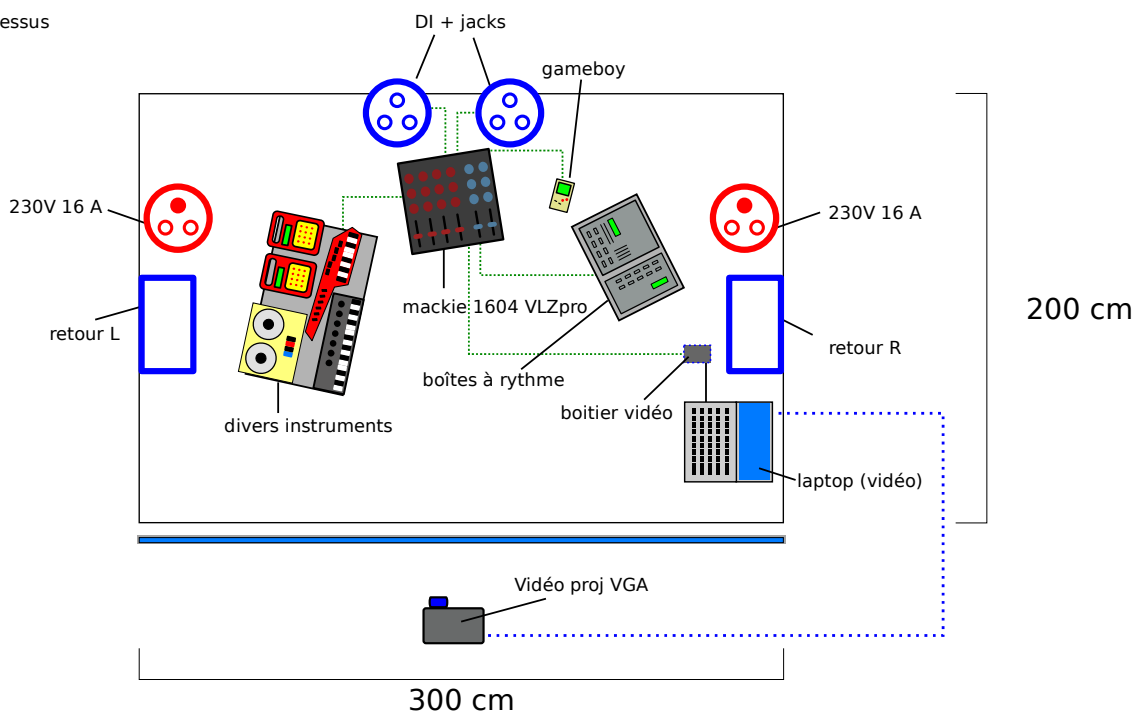 essus
DI + jacks
gameboy
230V 16 A
230V 16 A
mackie 1604 VLZpro
200 cm
retour L
retour R
boîtes à rythme
boitier vidéo
divers instruments
laptop (vidéo)
Vidéo proj VGA
300 cm